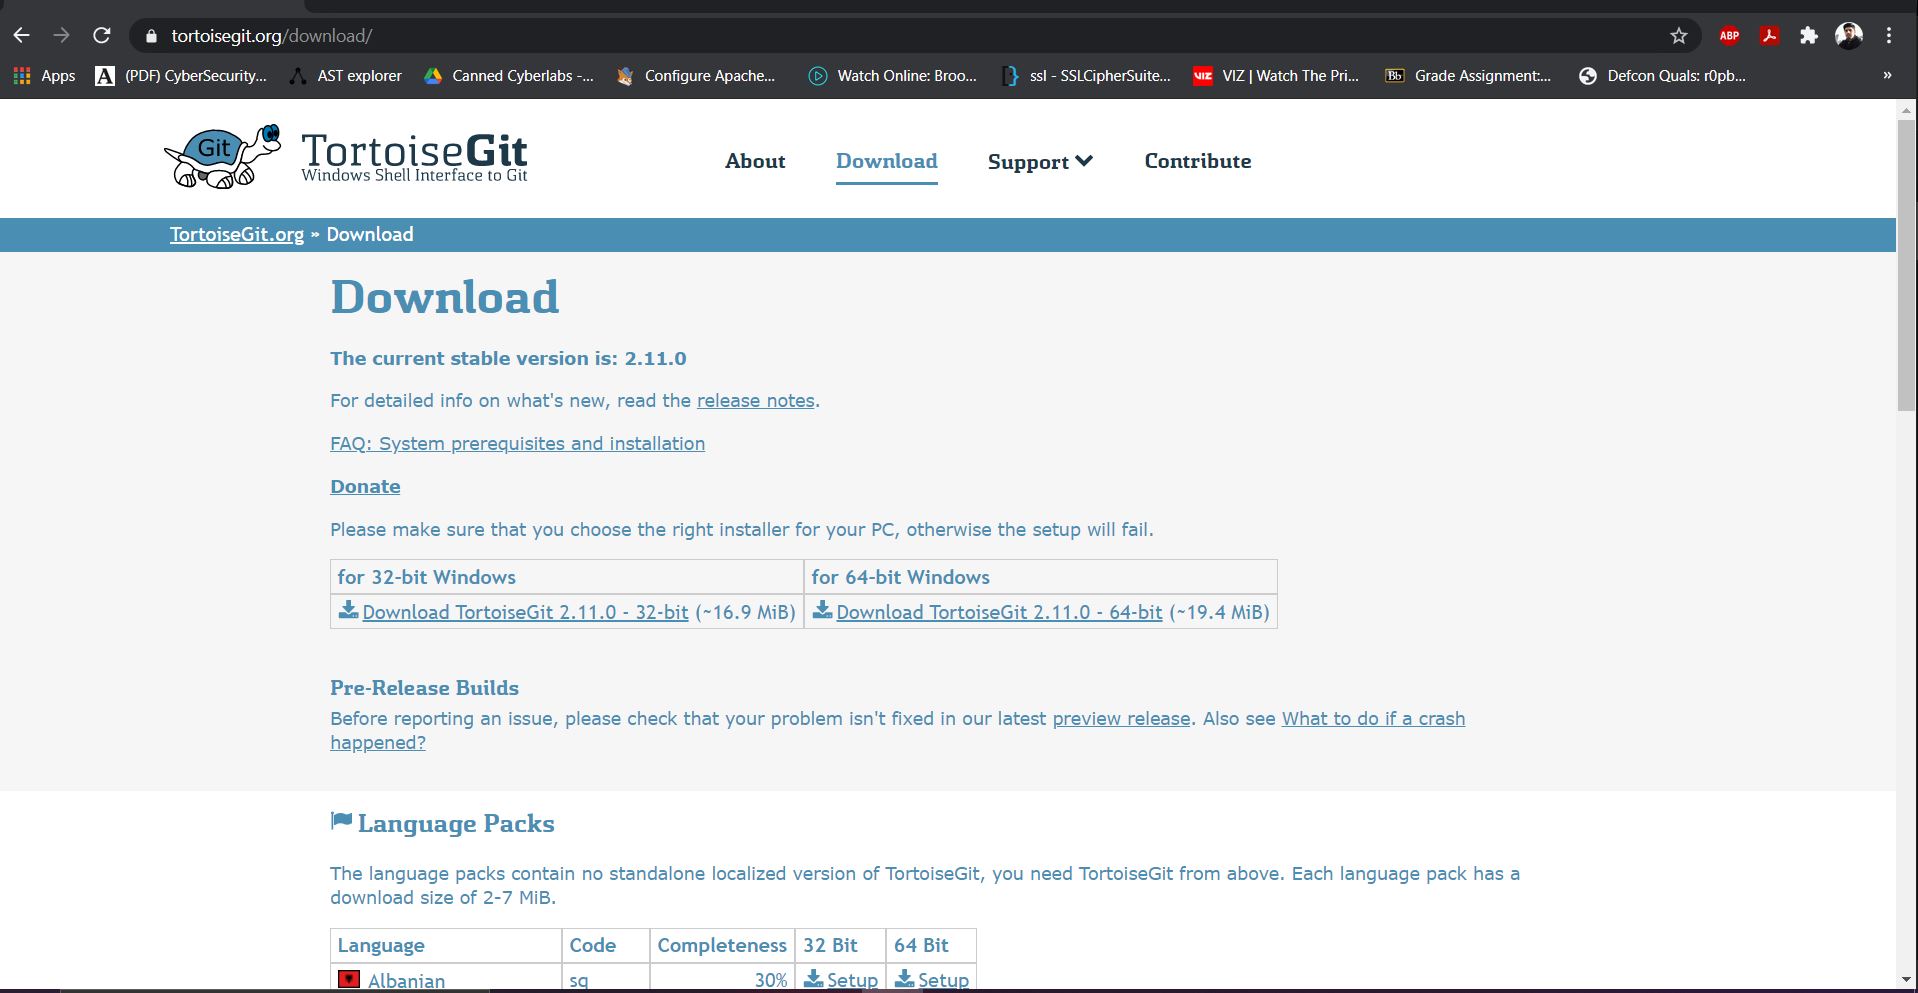 tortoisegit.org/download/
ABP
Apps (PDF) CyberSecurity... AST explorer Canned Cyberlabs -... Configure Apache... Watch Online: Broo... ssl - SSLCipherSuite... VIZ VIZ | Watch The Pri... Bb Grade Assignment:... Defcon Quals: r0pb... »
Git
TortoiseGit
Windows Shell Interface to Git
About Download Support Contribute
TortoiseGit.org » Download
Download
The current stable version is: 2.11.0
For detailed info on what's new, read the release notes.
FAQ: System prerequisites and installation
Donate
Please make sure that you choose the right installer for your PC, otherwise the setup will fail.
for 32-bit Windows for 64-bit Windows
Download TortoiseGit 2.11.0 - 32-bit (~16.9 MiB) Download TortoiseGit 2.11.0 - 64-bit (~19.4 MiB)
Pre-Release Builds
Before reporting an issue, please check that your problem isn't fixed in our latest preview release. Also see What to do if a crash
happened?
Language Packs
The language packs contain no standalone localized version of TortoiseGit, you need TortoiseGit from above. Each language pack has a
download size of 2-7 MiB.
Language Code Completeness 32 Bit 64 Bit
Albanian sq 30% Setup Setup